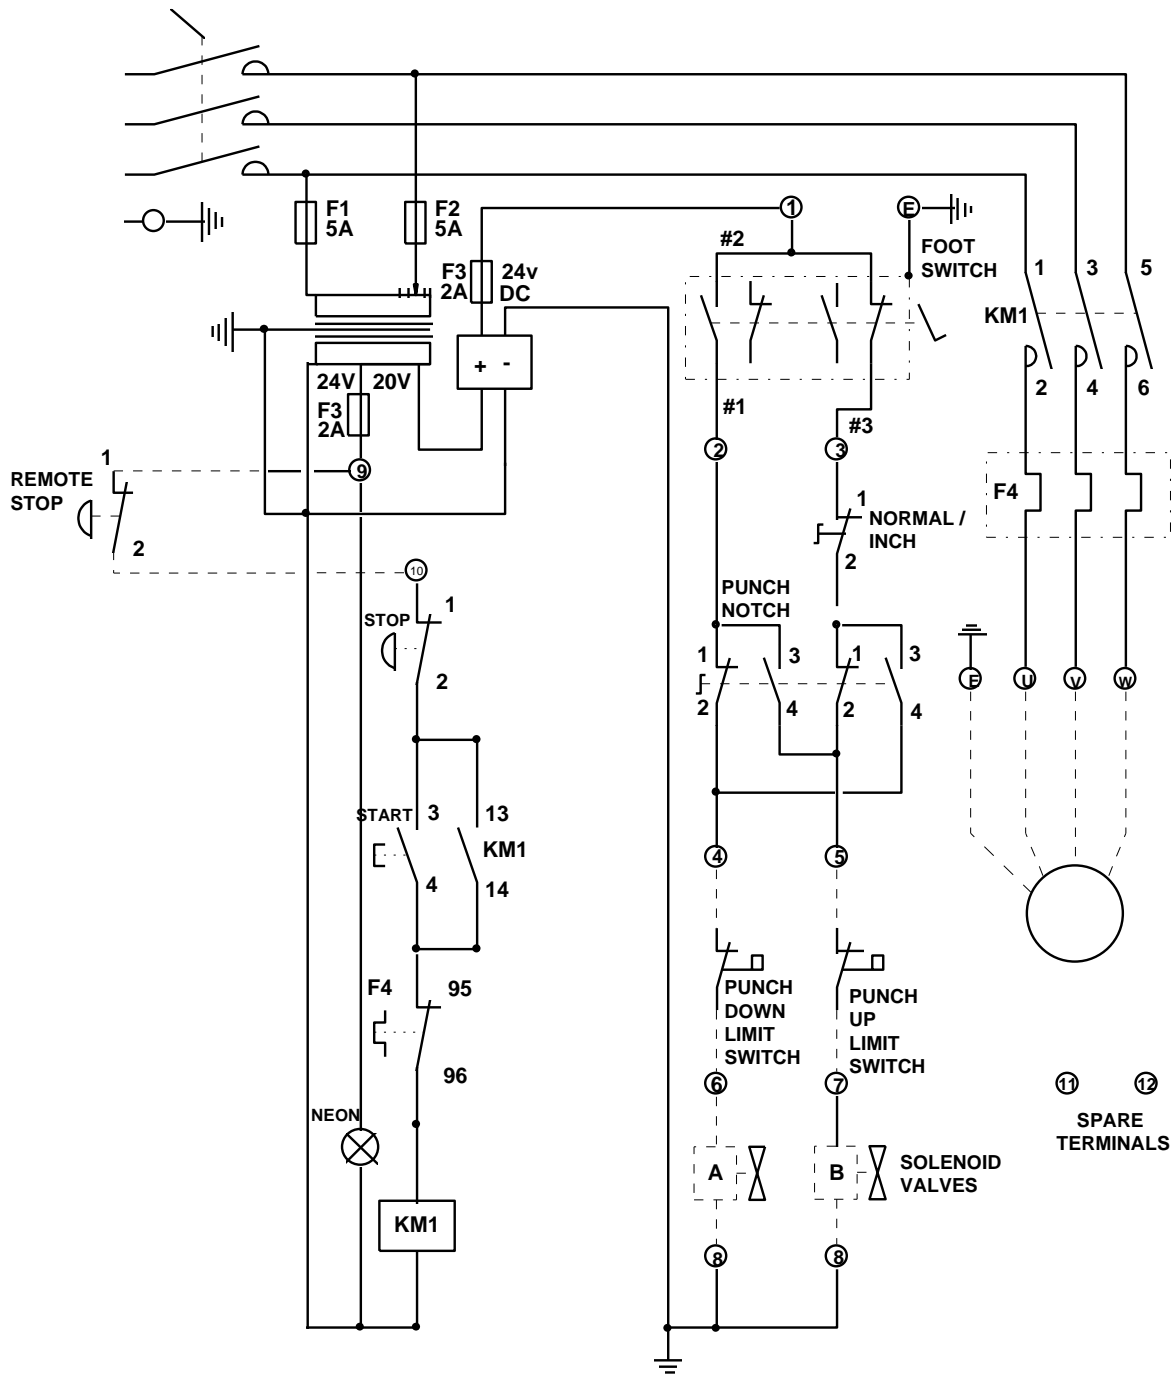 F1
5A
F2
5A
F3
2A
24v
DC
1
E
#2
FOOT
SWITCH
1
3
5
KM1
2
4
6
+ -
24V 20V
F3
2A
#1
#3
9
2
3
1
REMOTE
STOP
2
1
NORMAL /
INCH
2
F4
10
1
STOP
2
PUNCH
NOTCH
1
3
1
3
2
4
2
4
E
U
V
W
START
3
13
KM1
4
14
4
5
F4
95
96
PUNCH
DOWN
LIMIT
SWITCH
PUNCH
UP
LIMIT
SWITCH
6
7
11
12
SPARE
TERMINALS
NEON
A
B
SOLENOID
VALVES
KM1
8
8